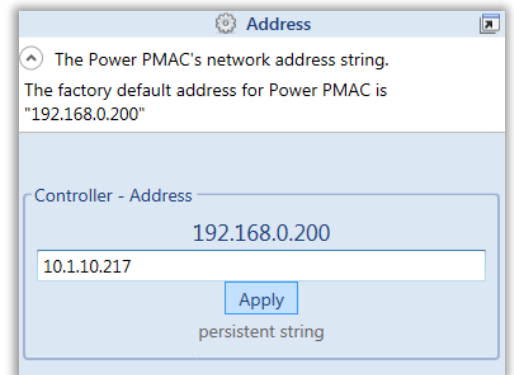 Address
The Power PMAC's network address string.
The factory default address for Power PMAC is
"192.168.0.200"
Controller - Address
192.168.0.200
10.1.10.217
Apply
persistent string